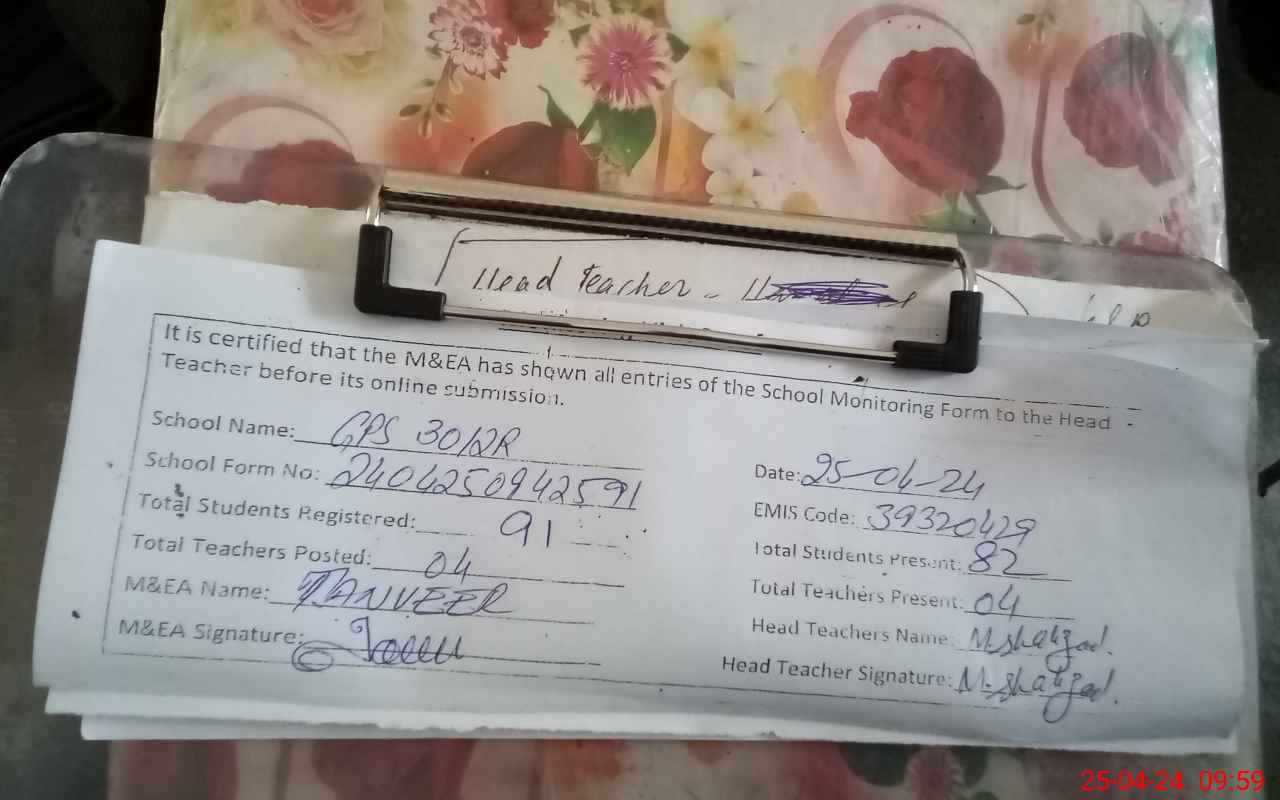 Head Teacher -
It is certified that the M&EA has shown all entries of the School Monitoring Form to the Head
Teacher before its online submission.
School Name: GPS 30/2R
Date: 25-04-24
School Form No: 2404250942591
EMIS Code: 39320429
Total Students Registered: 91
Total Students Present: 82
Total Teachers Posted: 04
Total Teachers Present: 04
M&EA Name: TANVEER
Head Teachers Name: M.shahzad.
M&EA Signature:
Head Teacher Signature: M.shahzad.
25-04-24 09:59